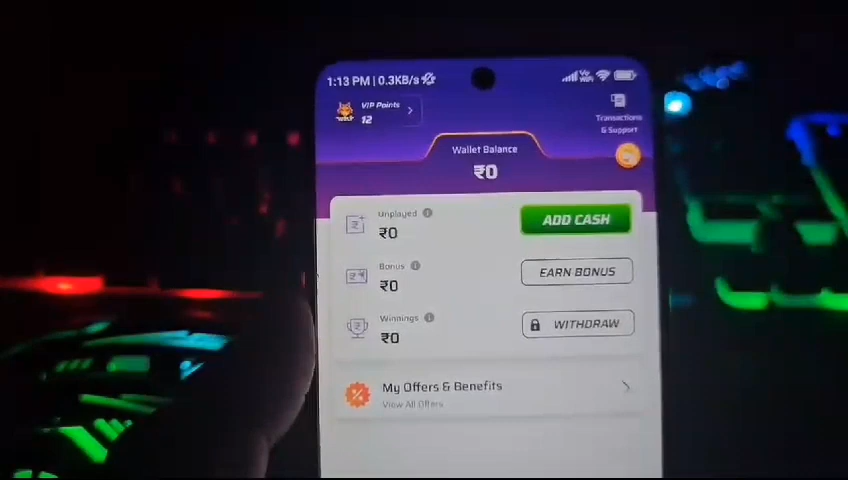 1:13 PM | 0.3KB/s
VIP Points
12
Transactions
& Support
Wallet Balance
₹0
Unplayed
₹0
ADD CASH
Bonus
₹0
EARN BONUS
Winnings
₹0
WITHDRAW
My Offers & Benefits
View All Offers